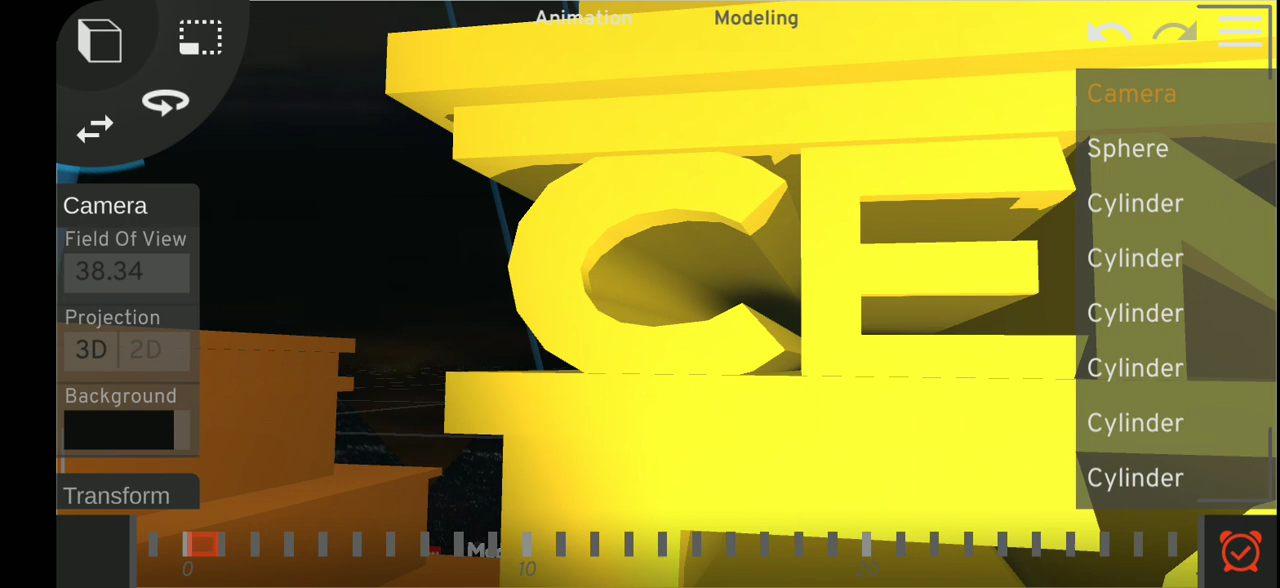 Animation
Modeling
Camera
Field Of View
38.34
Projection
3D 2D
Background
Transform
CE
Camera
Sphere
Cylinder
Cylinder
Cylinder
Cylinder
Cylinder
Cylinder
0
10
20